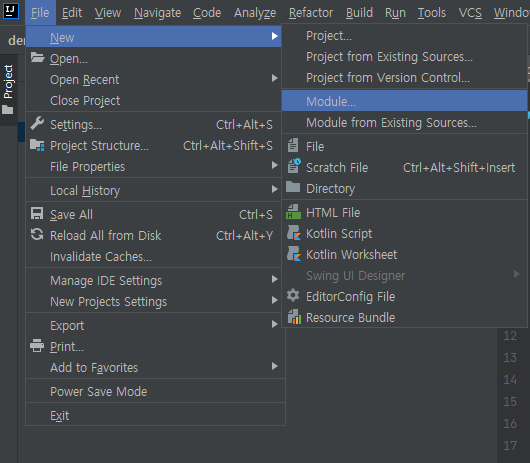 IJ File Edit View Navigate Code Analyze Refactor Build Run Tools VCS Windo
der
Project
New
Open...
Open Recent
Close Project
Settings... Ctrl+Alt+S
Project Structure... Ctrl+Alt+Shift+S
File Properties
Local History
Save All Ctrl+S
Reload All from Disk Ctrl+Alt+Y
Invalidate Caches...
Manage IDE Settings
New Projects Settings
Export
Print...
Add to Favorites
Power Save Mode
Exit
Project...
Project from Existing Sources...
Project from Version Control...
Module...
Module from Existing Sources...
File
Scratch File Ctrl+Alt+Shift+Insert
Directory
HTML File
Kotlin Script
Kotlin Worksheet
Swing UI Designer
EditorConfig File
Resource Bundle
12
13
14
15
16
17